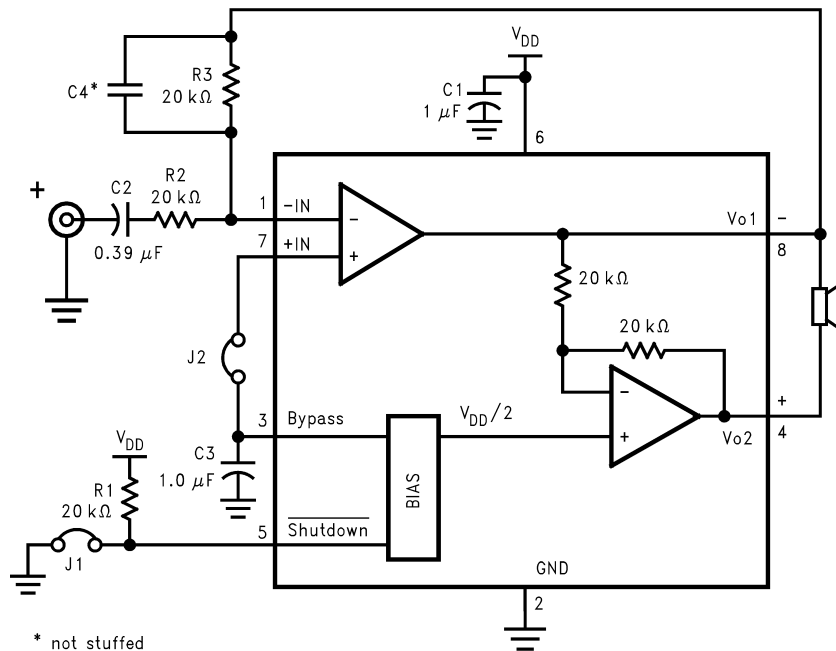 V_DD
R3
20 kΩ
C4*
C1
1 µF
6
+
C2
0.39 µF
R2
20 kΩ
1
-IN
7
+IN
-
+
Vo1
-
8
20 kΩ
20 kΩ
J2
3
Bypass
V_DD/2
-
+
+
4
Vo2
C3
1.0 µF
BIAS
V_DD
R1
20 kΩ
5
Shutdown
J1
GND
2
* not stuffed